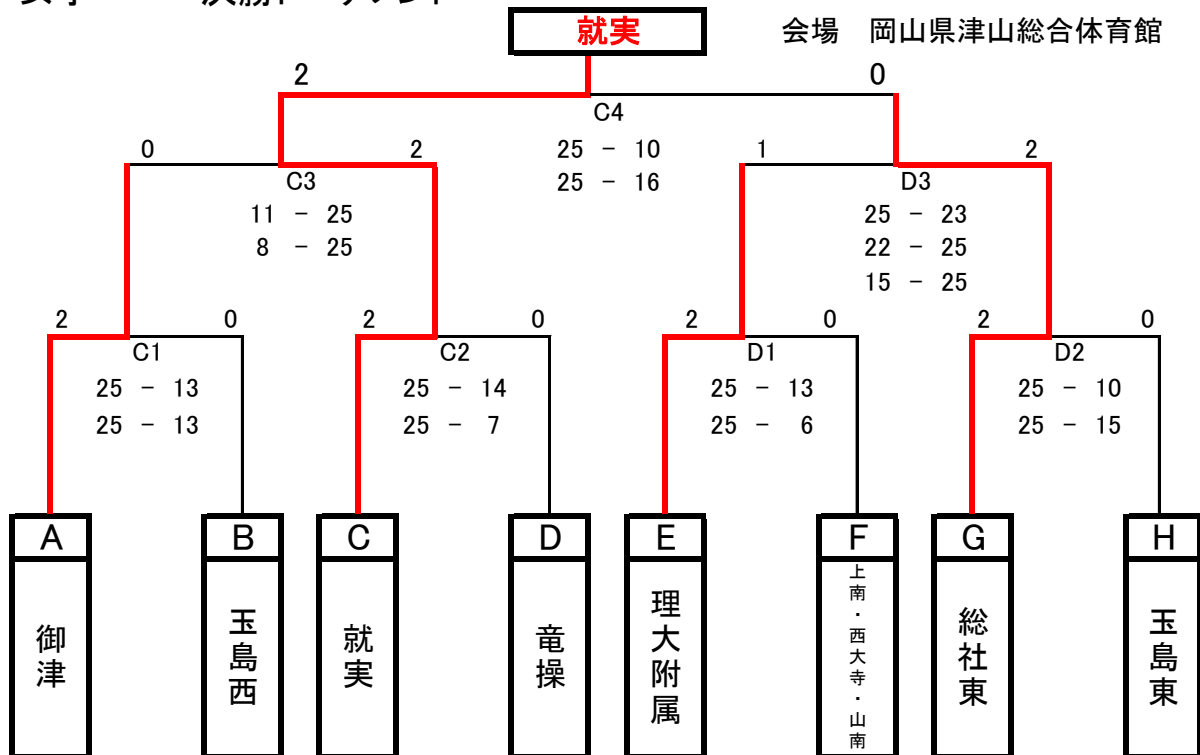 就実
会場 岡山県津山総合体育館
2 0
C4
25 - 10
25 - 16
0 2
C3
11 - 25
8 - 25
1 2
D3
25 - 23
22 - 25
15 - 25
2 0
C1
25 - 13
25 - 13
2 0
C2
25 - 14
25 - 7
2 0
D1
25 - 13
25 - 6
2 0
D2
25 - 10
25 - 15
A B C D E F G H
御津
玉島西
就実
竜操
理大附属
上南・西大寺・山南
総社東
玉島東